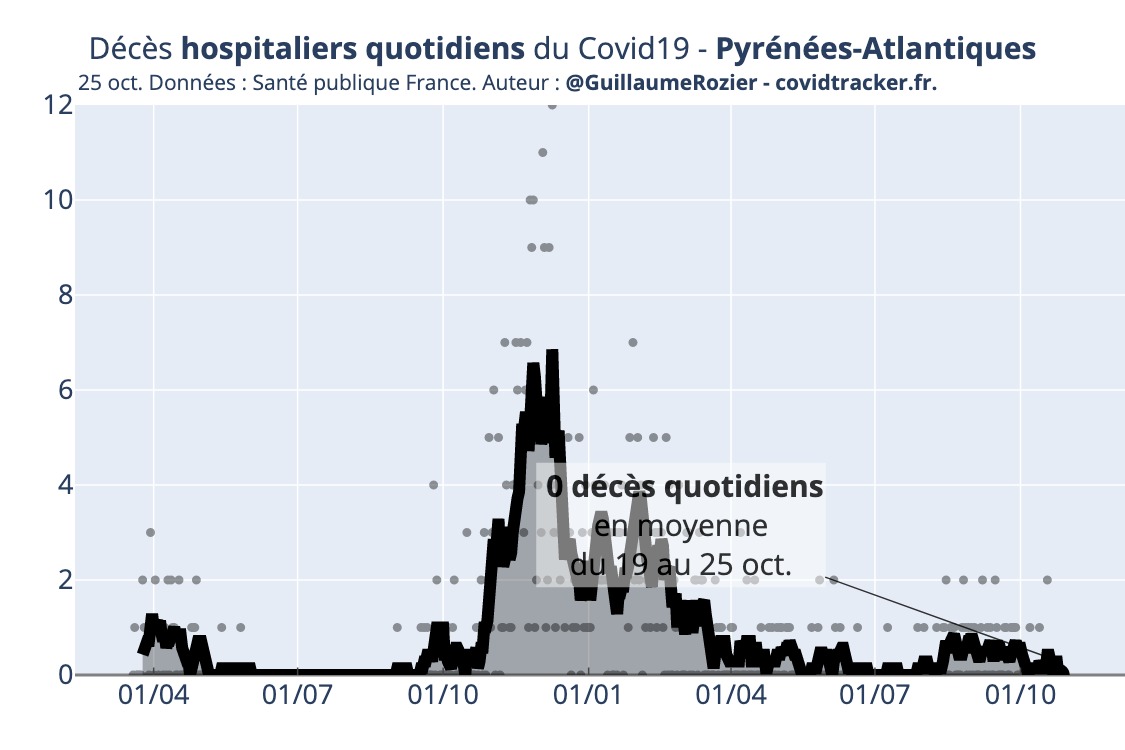 Décès hospitaliers quotidiens du Covid19 - Pyrénées-Atlantiques
25 oct. Données : Santé publique France. Auteur : @GuillaumeRozier - covidtracker.fr.
12
10
8
6
4
2
0
0 décès quotidiens
en moyenne
du 19 au 25 oct.
01/04 01/07 01/10 01/01 01/04 01/07 01/10